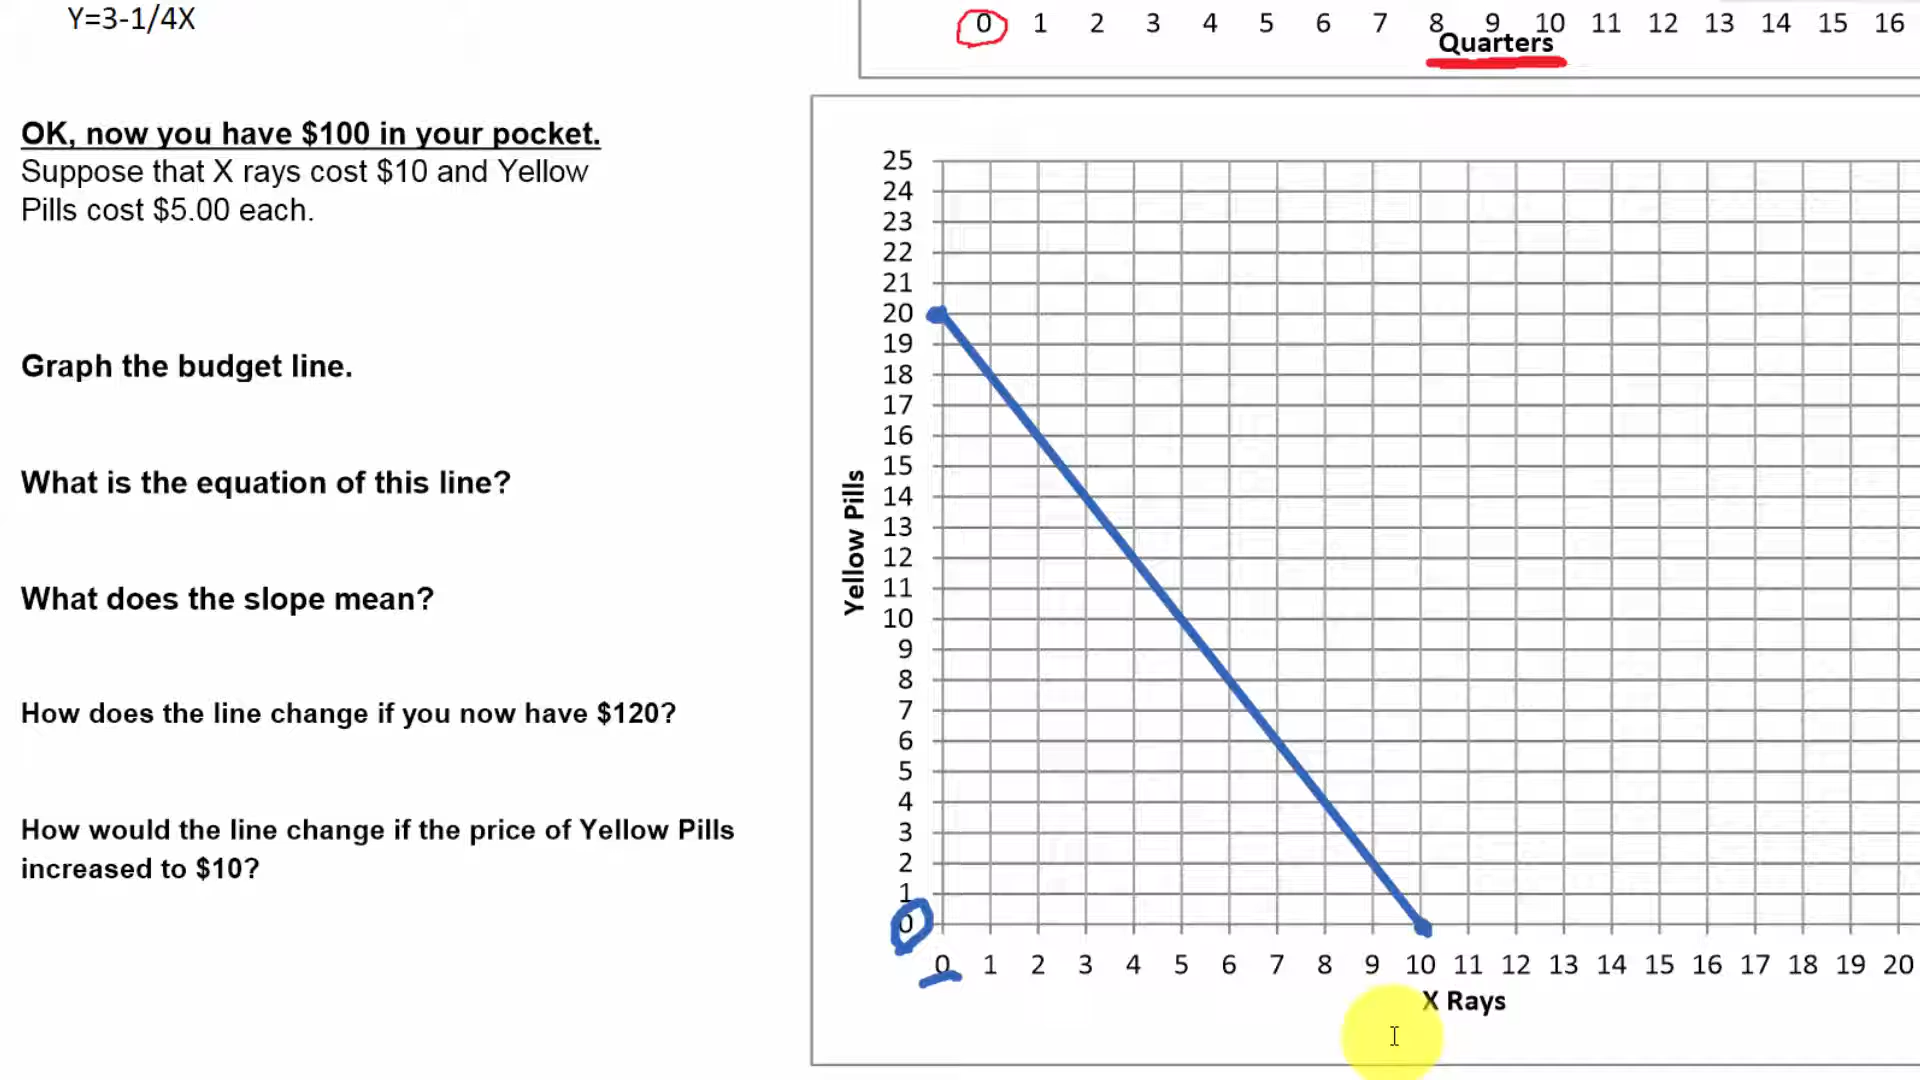 Y=3-1/4X
0 1 2 3 4 5 6 7 8 9 10 11 12 13 14 15 16
Quarters
OK, now you have $100 in your pocket.
Suppose that X rays cost $10 and Yellow
Pills cost $5.00 each.
Graph the budget line.
What is the equation of this line?
What does the slope mean?
How does the line change if you now have $120?
How would the line change if the price of Yellow Pills
increased to $10?
Yellow Pills
25
24
23
22
21
20
19
18
17
16
15
14
13
12
11
10
9
8
7
6
5
4
3
2
1
0
0 1 2 3 4 5 6 7 8 9 10 11 12 13 14 15 16 17 18 19 20
X Rays